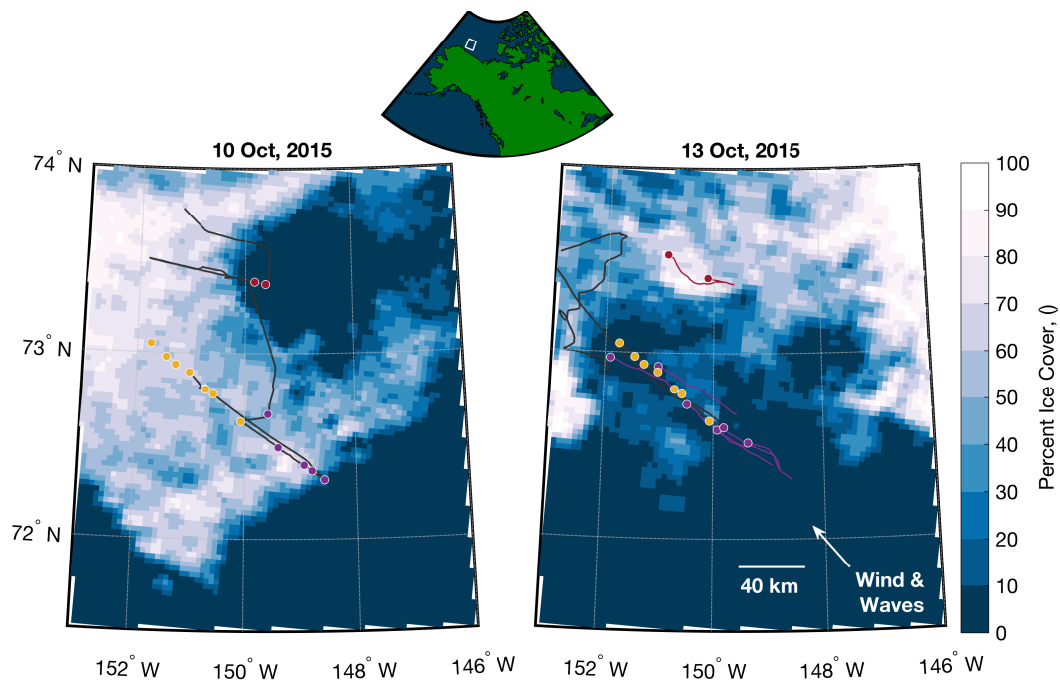 10 Oct, 2015
13 Oct, 2015
74° N
73° N
72° N
152° W
150° W
148° W
146° W
40 km
Wind &
Waves
152° W
150° W
148° W
146° W
100
90
80
70
60
50
40
30
20
10
0
Percent Ice Cover, ()